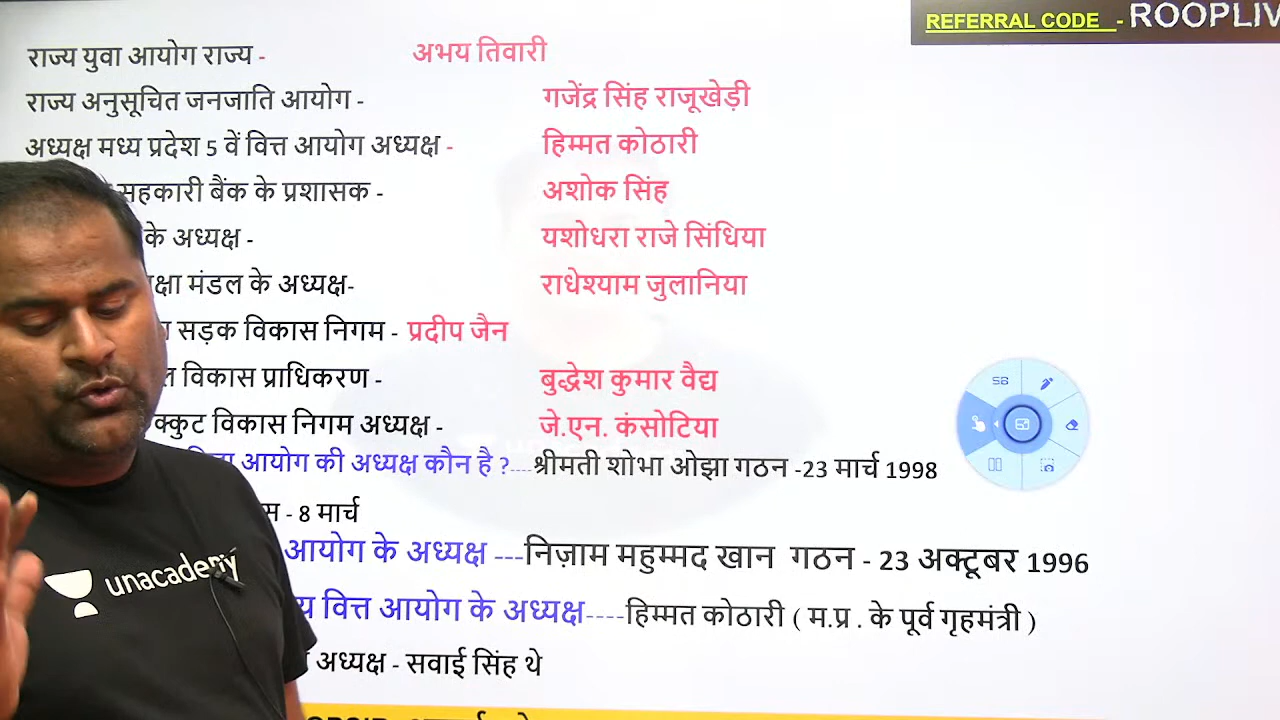 REFERRAL CODE - ROOPLIV
राज्य युवा आयोग राज्य - अभय तिवारी
राज्य अनुसूचित जनजाति आयोग - गजेंद्र सिंह राजूखेड़ी
अध्यक्ष मध्य प्रदेश 5 वें वित्त आयोग अध्यक्ष - हिम्मत कोठारी
सहकारी बैंक के प्रशासक - अशोक सिंह
के अध्यक्ष - यशोधरा राजे सिंधिया
मंडल के अध्यक्ष- राधेश्याम जुलानिया
सड़क विकास निगम - प्रदीप जैन
विकास प्राधिकरण - बुद्धेश कुमार वैद्य
विकास निगम अध्यक्ष - जे.एन. कंसोटिया
आयोग की अध्यक्ष कौन है ?----श्रीमती शोभा ओझा गठन -23 मार्च 1998
- 8 मार्च
आयोग के अध्यक्ष ---निज़ाम महुम्मद खान गठन - 23 अक्टूबर 1996
वित्त आयोग के अध्यक्ष----हिम्मत कोठारी ( म.प्र . के पूर्व गृहमंत्री )
अध्यक्ष - सवाई सिंह थे
unacademy